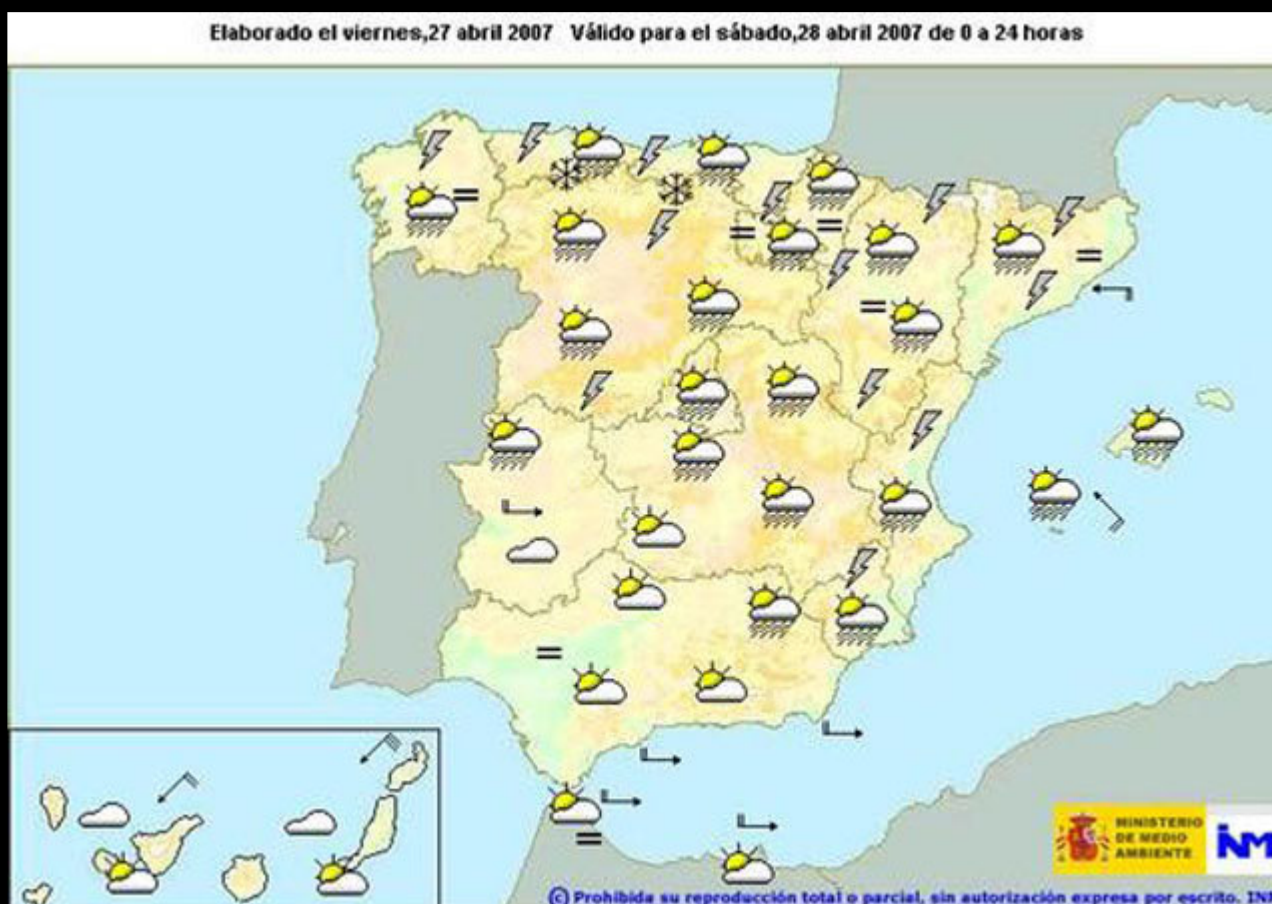 Elaborado el viernes,27 abril 2007 Válido para el sábado,28 abril 2007 de 0 a 24 horas
MINISTERIO
DE MEDIO
AMBIENTE
INM
© Prohibida su reproducción total o parcial, sin autorización expresa por escrito. INM